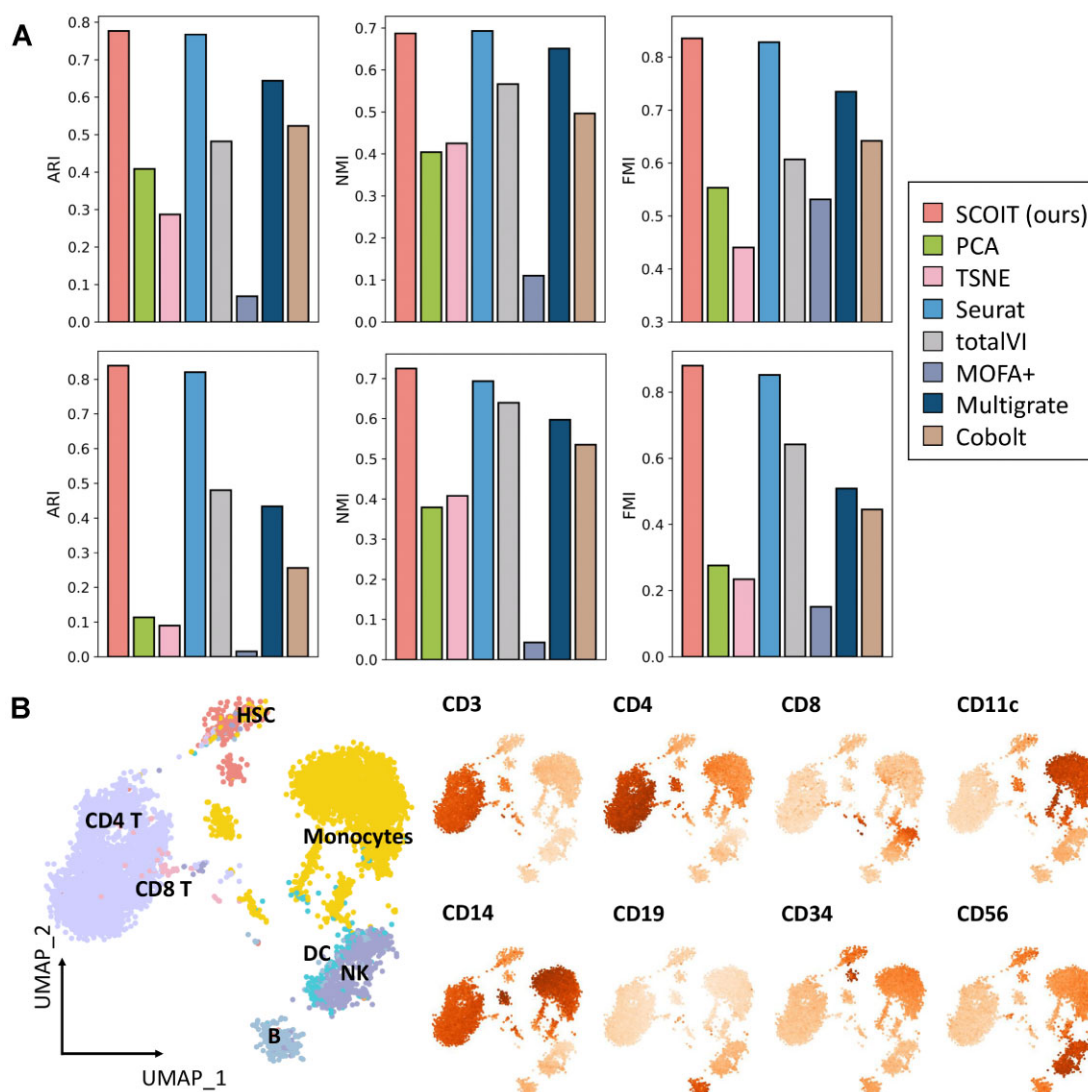 A
ARI
0.8
0.7
0.6
0.5
0.4
0.3
0.2
0.1
0.0
NMI
0.7
0.6
0.5
0.4
0.3
0.2
0.1
0.0
FMI
0.8
0.7
0.6
0.5
0.4
0.3
SCOIT (ours)
PCA
TSNE
Seurat
totalVI
MOFA+
Multigrate
Cobolt
ARI
0.8
0.7
0.6
0.5
0.4
0.3
0.2
0.1
0.0
NMI
0.7
0.6
0.5
0.4
0.3
0.2
0.1
0.0
FMI
0.8
0.6
0.4
0.2
0.0
B
HSC
CD4 T
Monocytes
CD8 T
DC
NK
B
UMAP_2
UMAP_1
CD3
CD4
CD8
CD11c
CD14
CD19
CD34
CD56